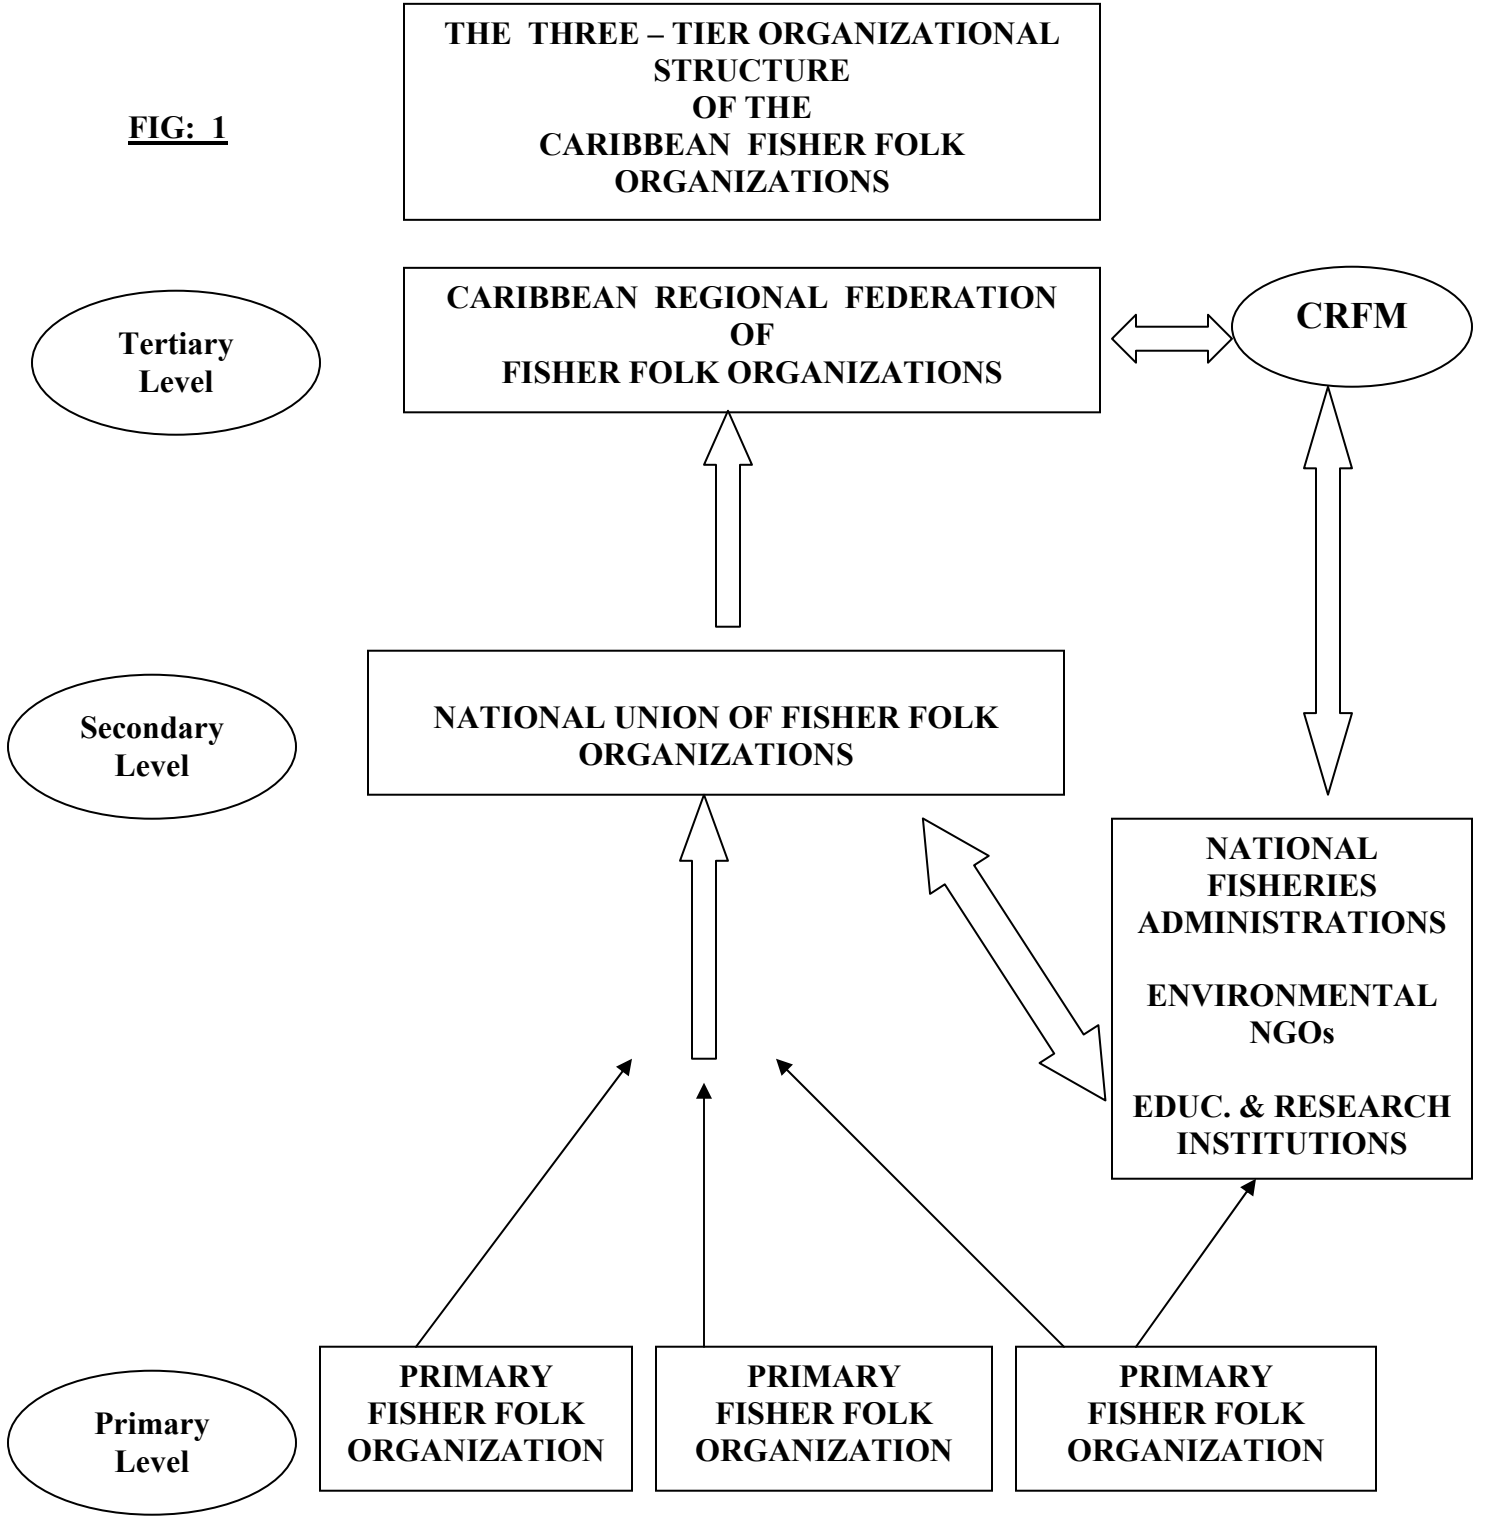 THE THREE – TIER ORGANIZATIONAL
STRUCTURE
OF THE
CARIBBEAN FISHER FOLK
ORGANIZATIONS
FIG: 1
CARIBBEAN REGIONAL FEDERATION
OF
FISHER FOLK ORGANIZATIONS
CRFM
Tertiary
Level
NATIONAL UNION OF FISHER FOLK
ORGANIZATIONS
Secondary
Level
NATIONAL
FISHERIES
ADMINISTRATIONS
ENVIRONMENTAL
NGOs
EDUC. & RESEARCH
INSTITUTIONS
Primary
Level
PRIMARY
FISHER FOLK
ORGANIZATION
PRIMARY
FISHER FOLK
ORGANIZATION
PRIMARY
FISHER FOLK
ORGANIZATION